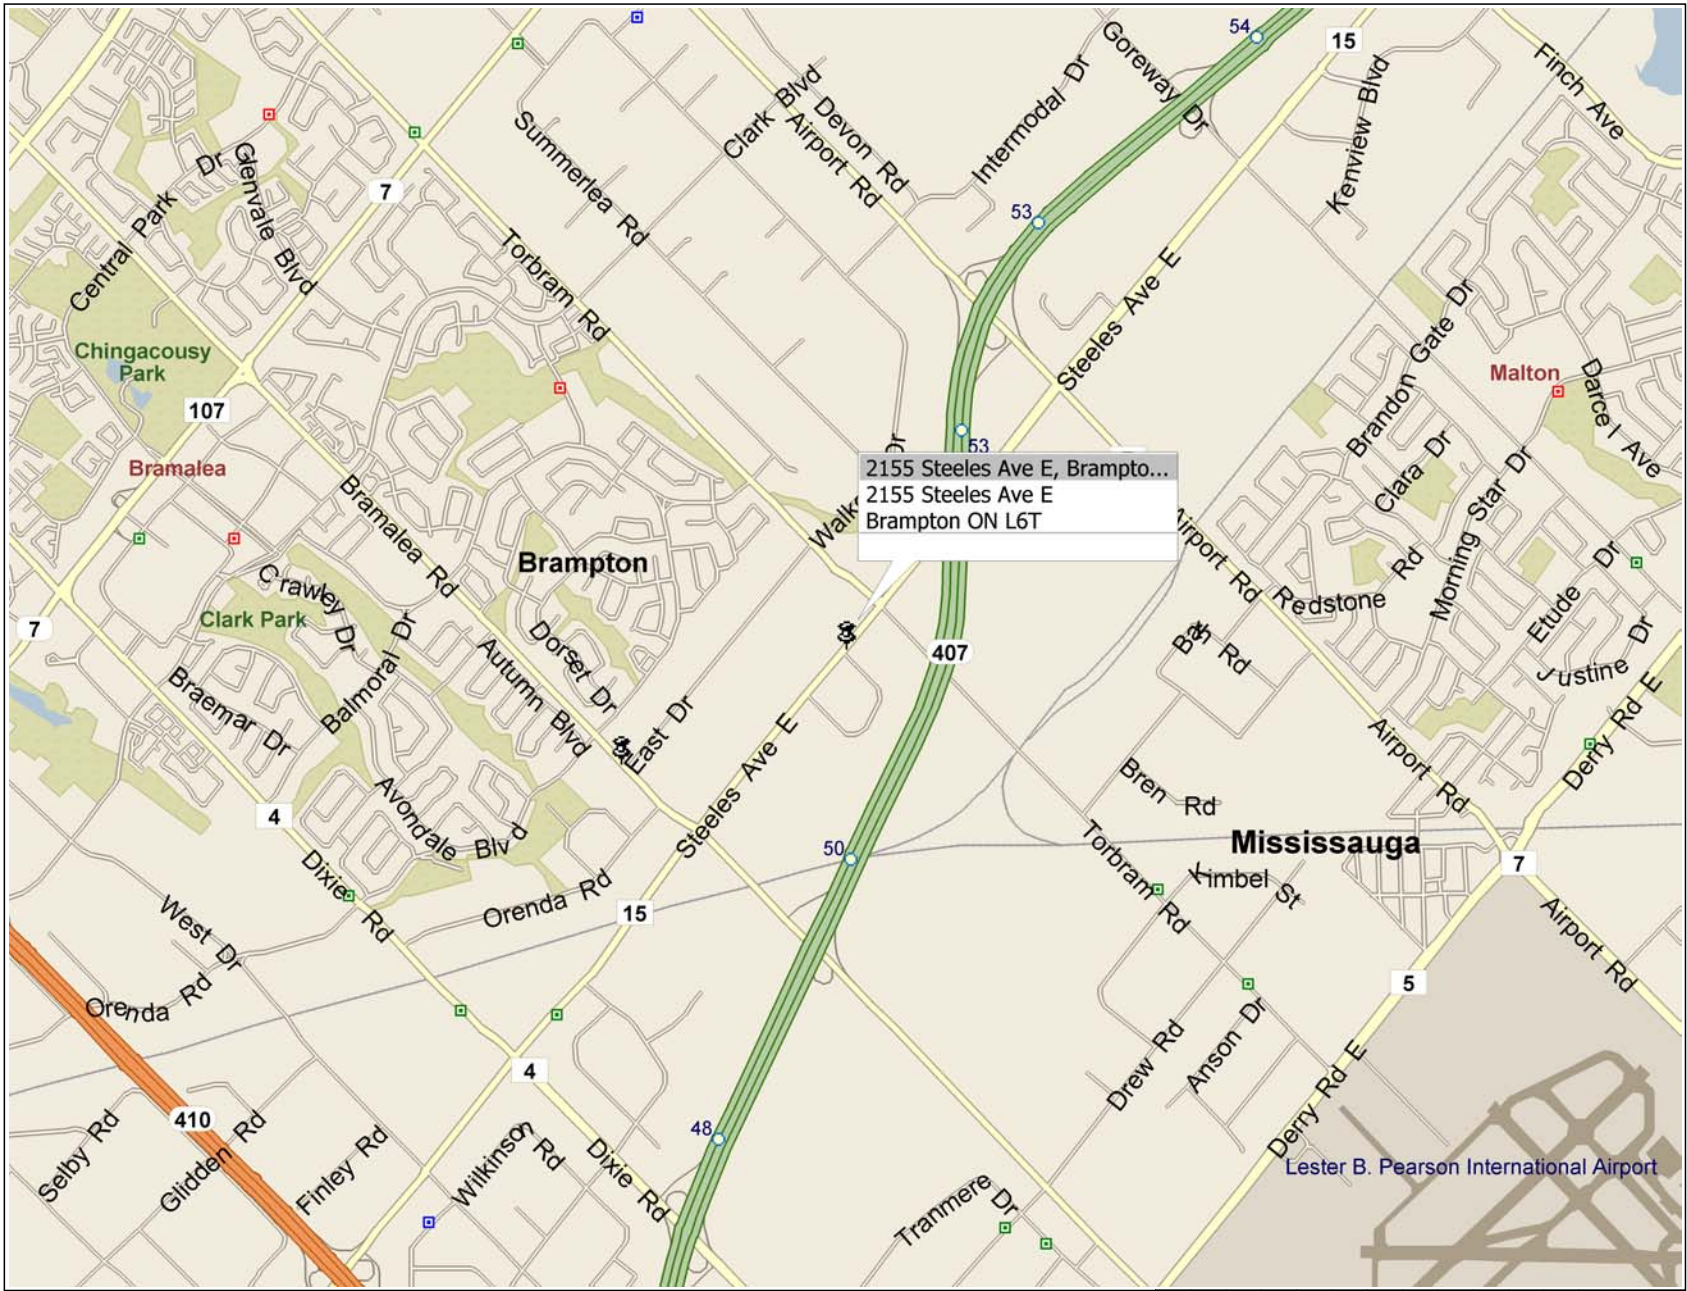 54
15
Goreway Dr
Finch Ave
Clark Blvd
Devon Rd
Airport Rd
Intermodal Dr
Kenview Blvd
Summerlea Rd
Central Park Dr
Glenvale Blvd
7
53
Torbram Rd
Steeles Ave E
Brandon Gate Dr
Chingacousy
Park
107
Malton
Darcel Ave
Bramalea
53
Clara Dr
Morning Star Dr
2155 Steeles Ave E, Brampto...
2155 Steeles Ave E
Brampton ON L6T
Bramalea Rd
Brampton
Airport Rd
Redstone Rd
Etude Dr
Crawley Dr
Clark Park
7
Balmoral Dr
Dorset Dr
Autumn Blvd
407
Justine Dr
Braemar Dr
East Dr
Steeles Ave E
Airport Rd
Derry Rd E
Bren Rd
4
Avondale Blvd
50
Torbram Rd
Mississauga
7
Kimbel St
Dixie Rd
Orenda Rd
15
West Dr
Airport Rd
5
Orenda Rd
Drew Rd
Anson Dr
4
410
Derry Rd E
48
Selby Rd
Glidden Rd
Finley Rd
Wilkinson Rd
Dixie Rd
Lester B. Pearson International Airport
Tranmere Dr